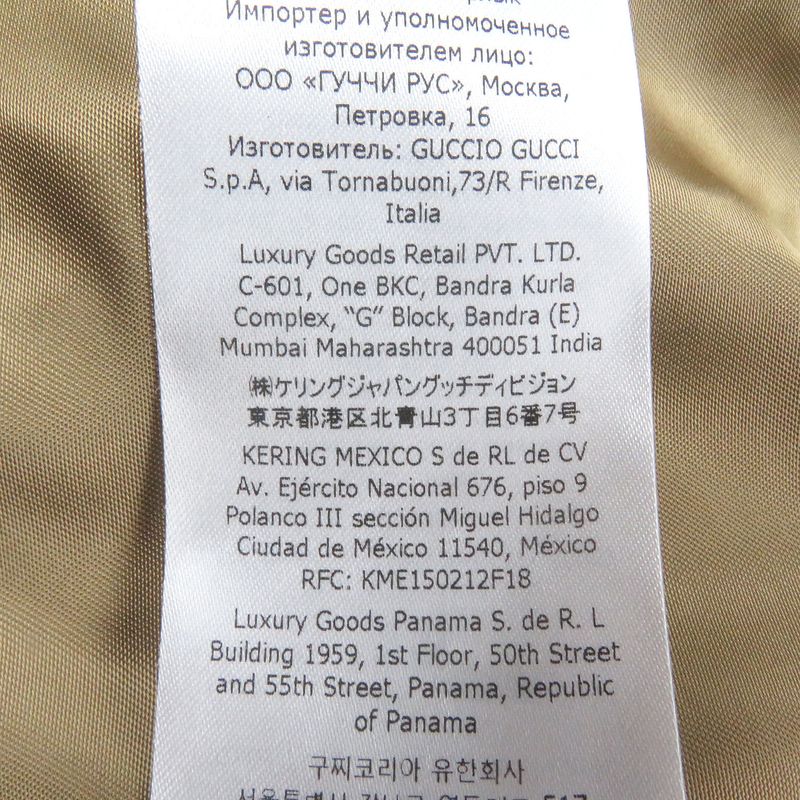 Импортер и уполномоченное
изготовителем лицо:
ООО «ГУЧЧИ РУС», Москва,
Петровка, 16
Изготовитель: GUCCIO GUCCI
S.p.A, via Tornabuoni,73/R Firenze,
Italia
Luxury Goods Retail PVT. LTD.
C-601, One BKC, Bandra Kurla
Complex, “G” Block, Bandra (E)
Mumbai Maharashtra 400051 India
㈱ケリングジャパングッチディビジョン
東京都港区北青山3丁目6番7号
KERING MEXICO S de RL de CV
Av. Ejército Nacional 676, piso 9
Polanco III sección Miguel Hidalgo
Ciudad de México 11540, México
RFC: KME150212F18
Luxury Goods Panama S. de R. L
Building 1959, 1st Floor, 50th Street
and 55th Street, Panama, Republic
of Panama
구찌코리아 유한회사